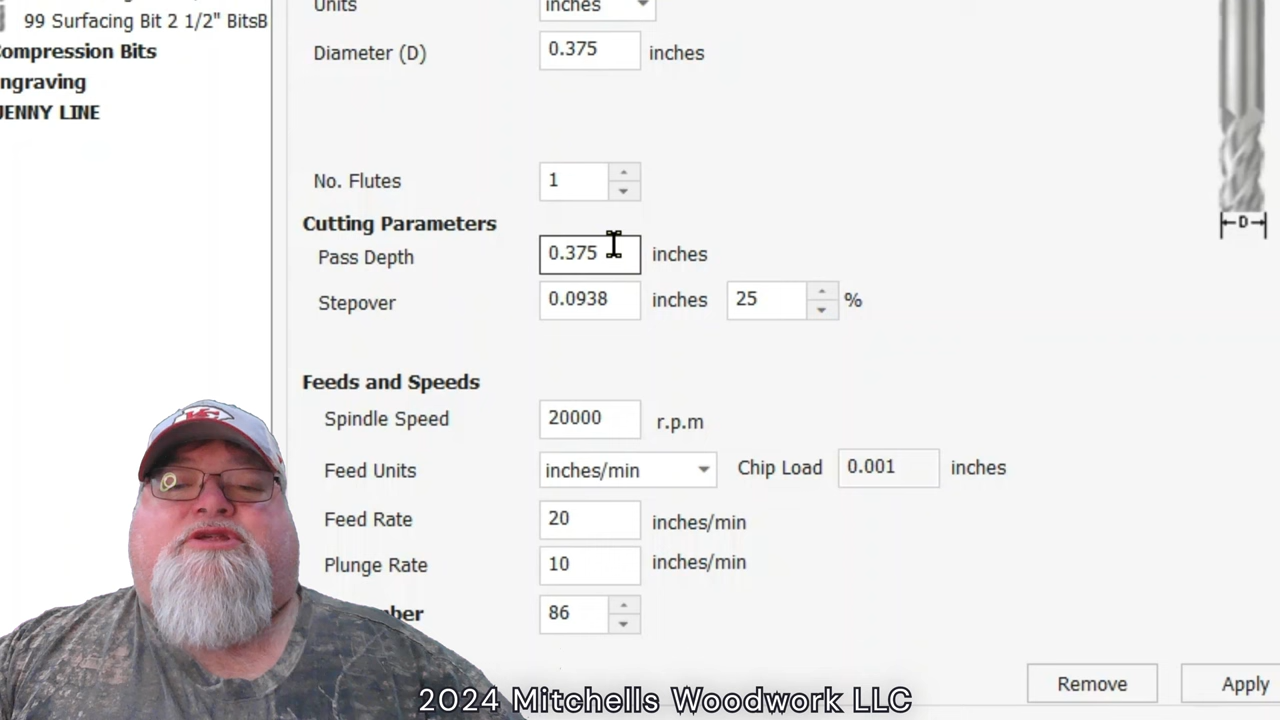 Units inches
99 Surfacing Bit 2 1/2" BitsB
Diameter (D) 0.375 inches
ompression Bits
ngraving
JENNY LINE
No. Flutes 1
Cutting Parameters
Pass Depth 0.375 inches
Stepover 0.0938 inches 25 %
D
Feeds and Speeds
Spindle Speed 20000 r.p.m
Feed Units inches/min Chip Load 0.001 inches
Feed Rate 20 inches/min
Plunge Rate 10 inches/min
ber 86
KC
Remove Apply
2024 Mitchells Woodwork LLC